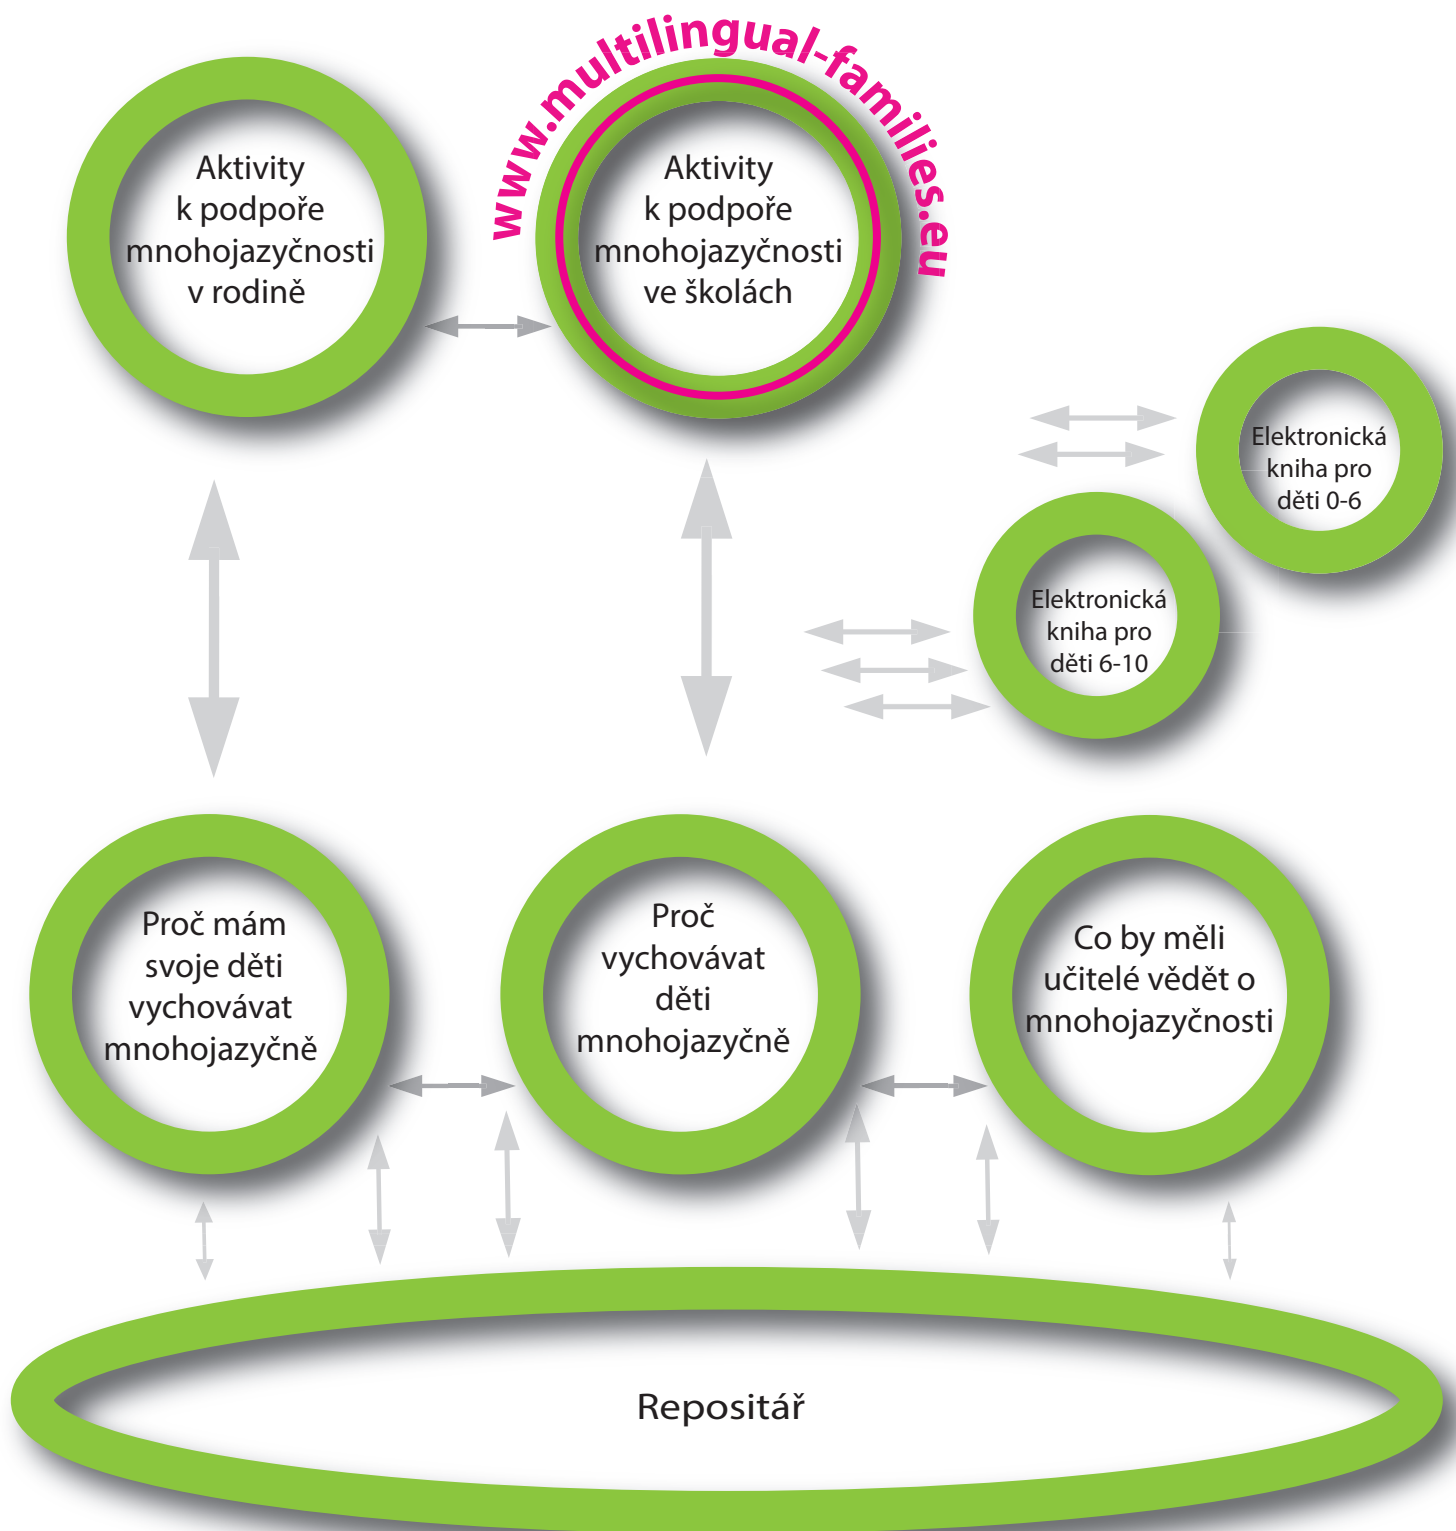 www.multilingual-families.eu
Aktivity
k podpoře
mnohojazyčnosti
v rodině
Aktivity
k podpoře
mnohojazyčnosti
ve školách
Elektronická
kniha pro
děti 0-6
Elektronická
kniha pro
děti 6-10
Proč mám
svoje děti
vychovávat
mnohojazyčně
Proč
vychovávat
děti
mnohojazyčně
Co by měli
učitelé vědět o
mnohojazyčnosti
Repositář